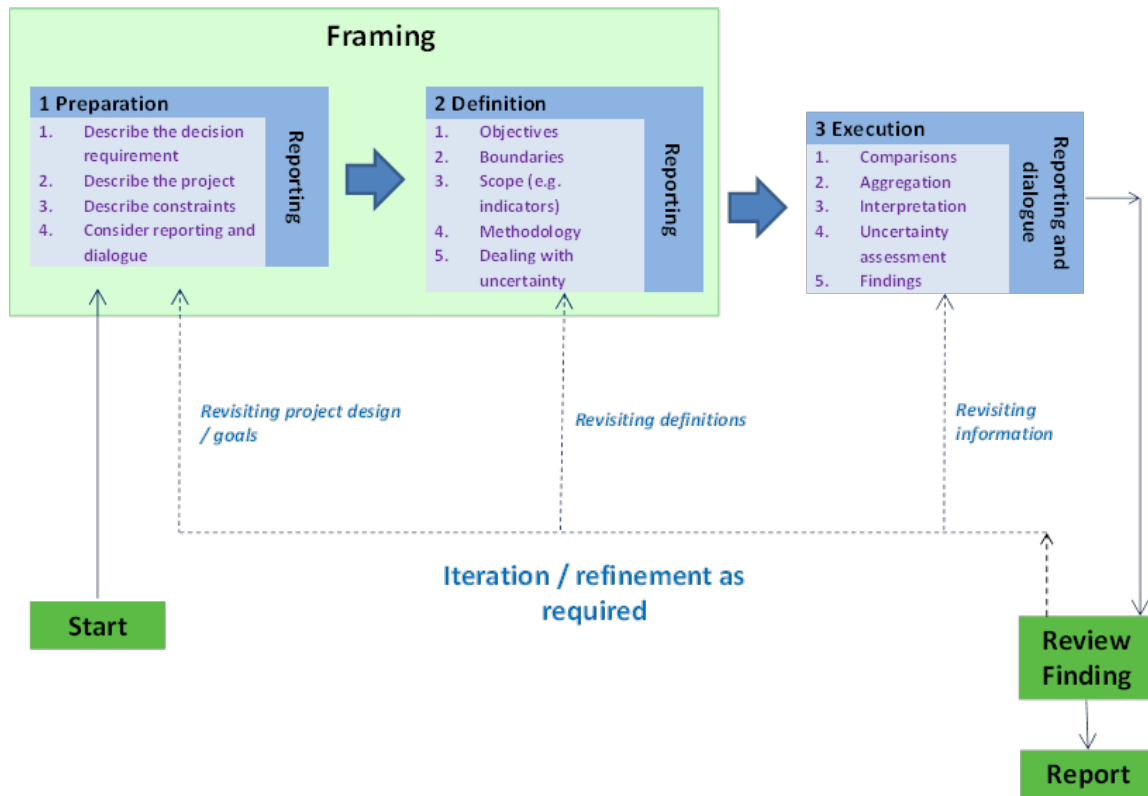 Framing
1 Preparation
1. Describe the decision
requirement
2. Describe the project
3. Describe constraints
4. Consider reporting and
dialogue
Reporting
2 Definition
1. Objectives
2. Boundaries
3. Scope (e.g.
indicators)
4. Methodology
5. Dealing with
uncertainty
Reporting
3 Execution
1. Comparisons
2. Aggregation
3. Interpretation
4. Uncertainty
assessment
5. Findings
Reporting and
dialogue
Revisiting project design
/ goals
Revisiting definitions
Revisiting
information
Iteration / refinement as
required
Start
Review
Finding
Report